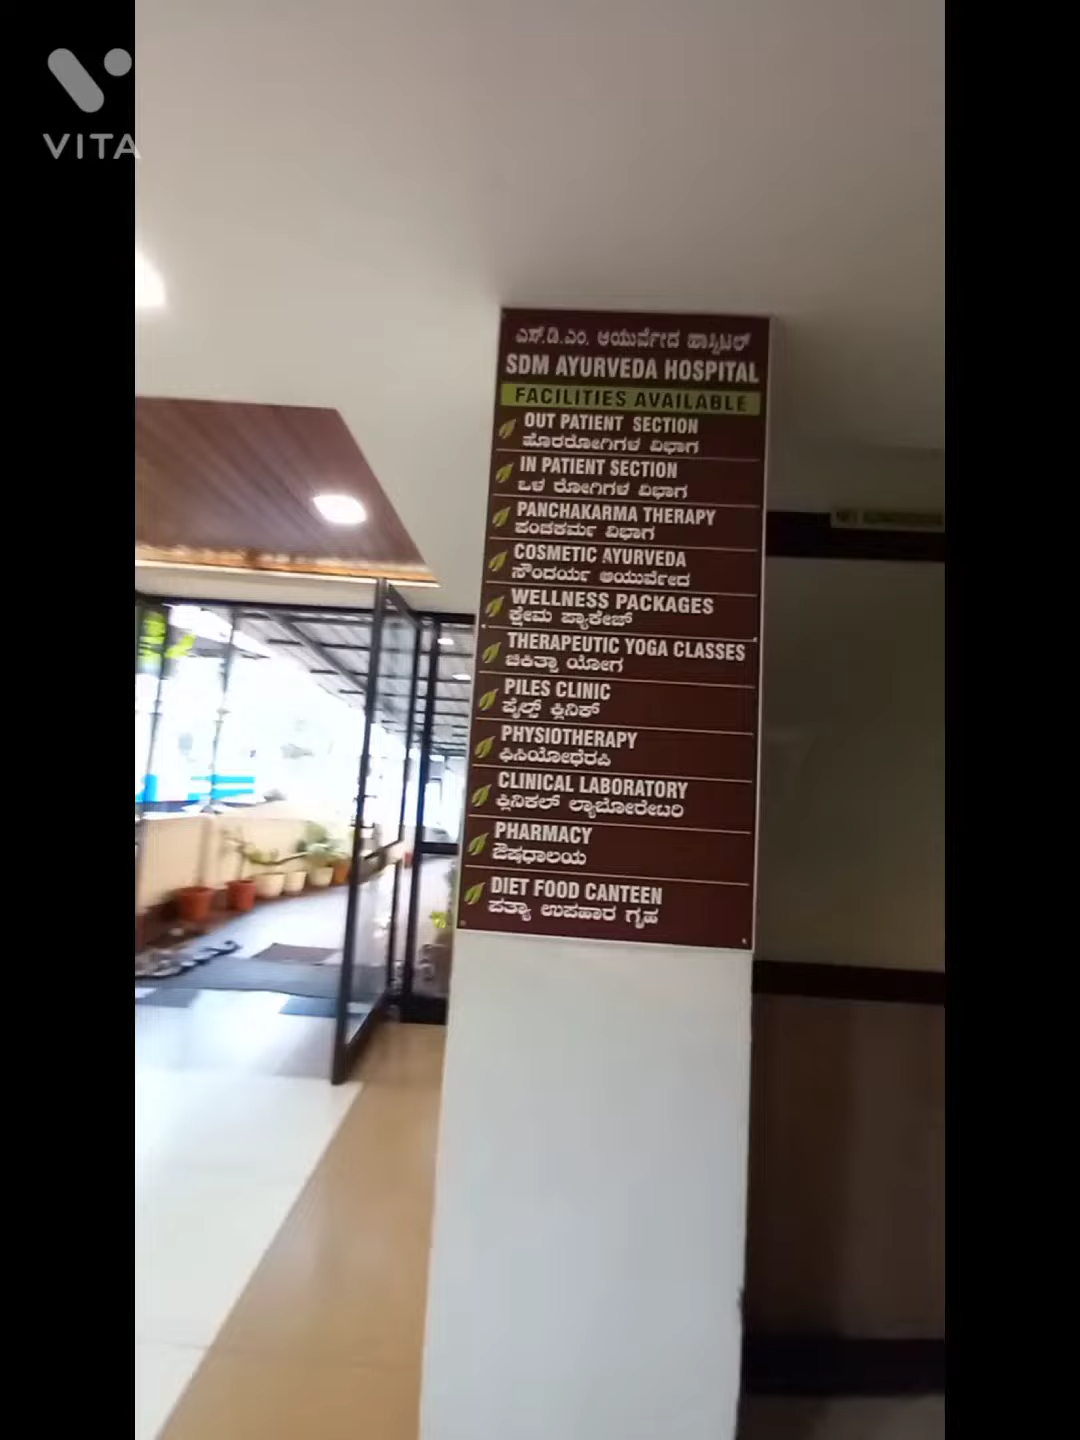 VITA
ಎಸ್.ಡಿ.ಎಂ. ಆಯುರ್ವೇದ ಹಾಸ್ಪಿಟಲ್
SDM AYURVEDA HOSPITAL
FACILITIES AVAILABLE
OUT PATIENT SECTION
ಹೊರರೋಗಿಗಳ ವಿಭಾಗ
IN PATIENT SECTION
ಒಳ ರೋಗಿಗಳ ವಿಭಾಗ
PANCHAKARMA THERAPY
ಪಂಚಕರ್ಮ ವಿಭಾಗ
COSMETIC AYURVEDA
ಸೌಂದರ್ಯ ಆಯುರ್ವೇದ
WELLNESS PACKAGES
ಕ್ಷೇಮ ಪ್ಯಾಕೇಜ್
THERAPEUTIC YOGA CLASSES
ಚಿಕಿತ್ಸಾ ಯೋಗ
PILES CLINIC
ಪೈಲ್ಸ್ ಕ್ಲಿನಿಕ್
PHYSIOTHERAPY
ಫಿಸಿಯೋಥೆರಪಿ
CLINICAL LABORATORY
ಕ್ಲಿನಿಕಲ್ ಲ್ಯಾಬೋರೇಟರಿ
PHARMACY
ಔಷಧಾಲಯ
DIET FOOD CANTEEN
ಪತ್ಯಾ ಉಪಹಾರ ಗೃಹ